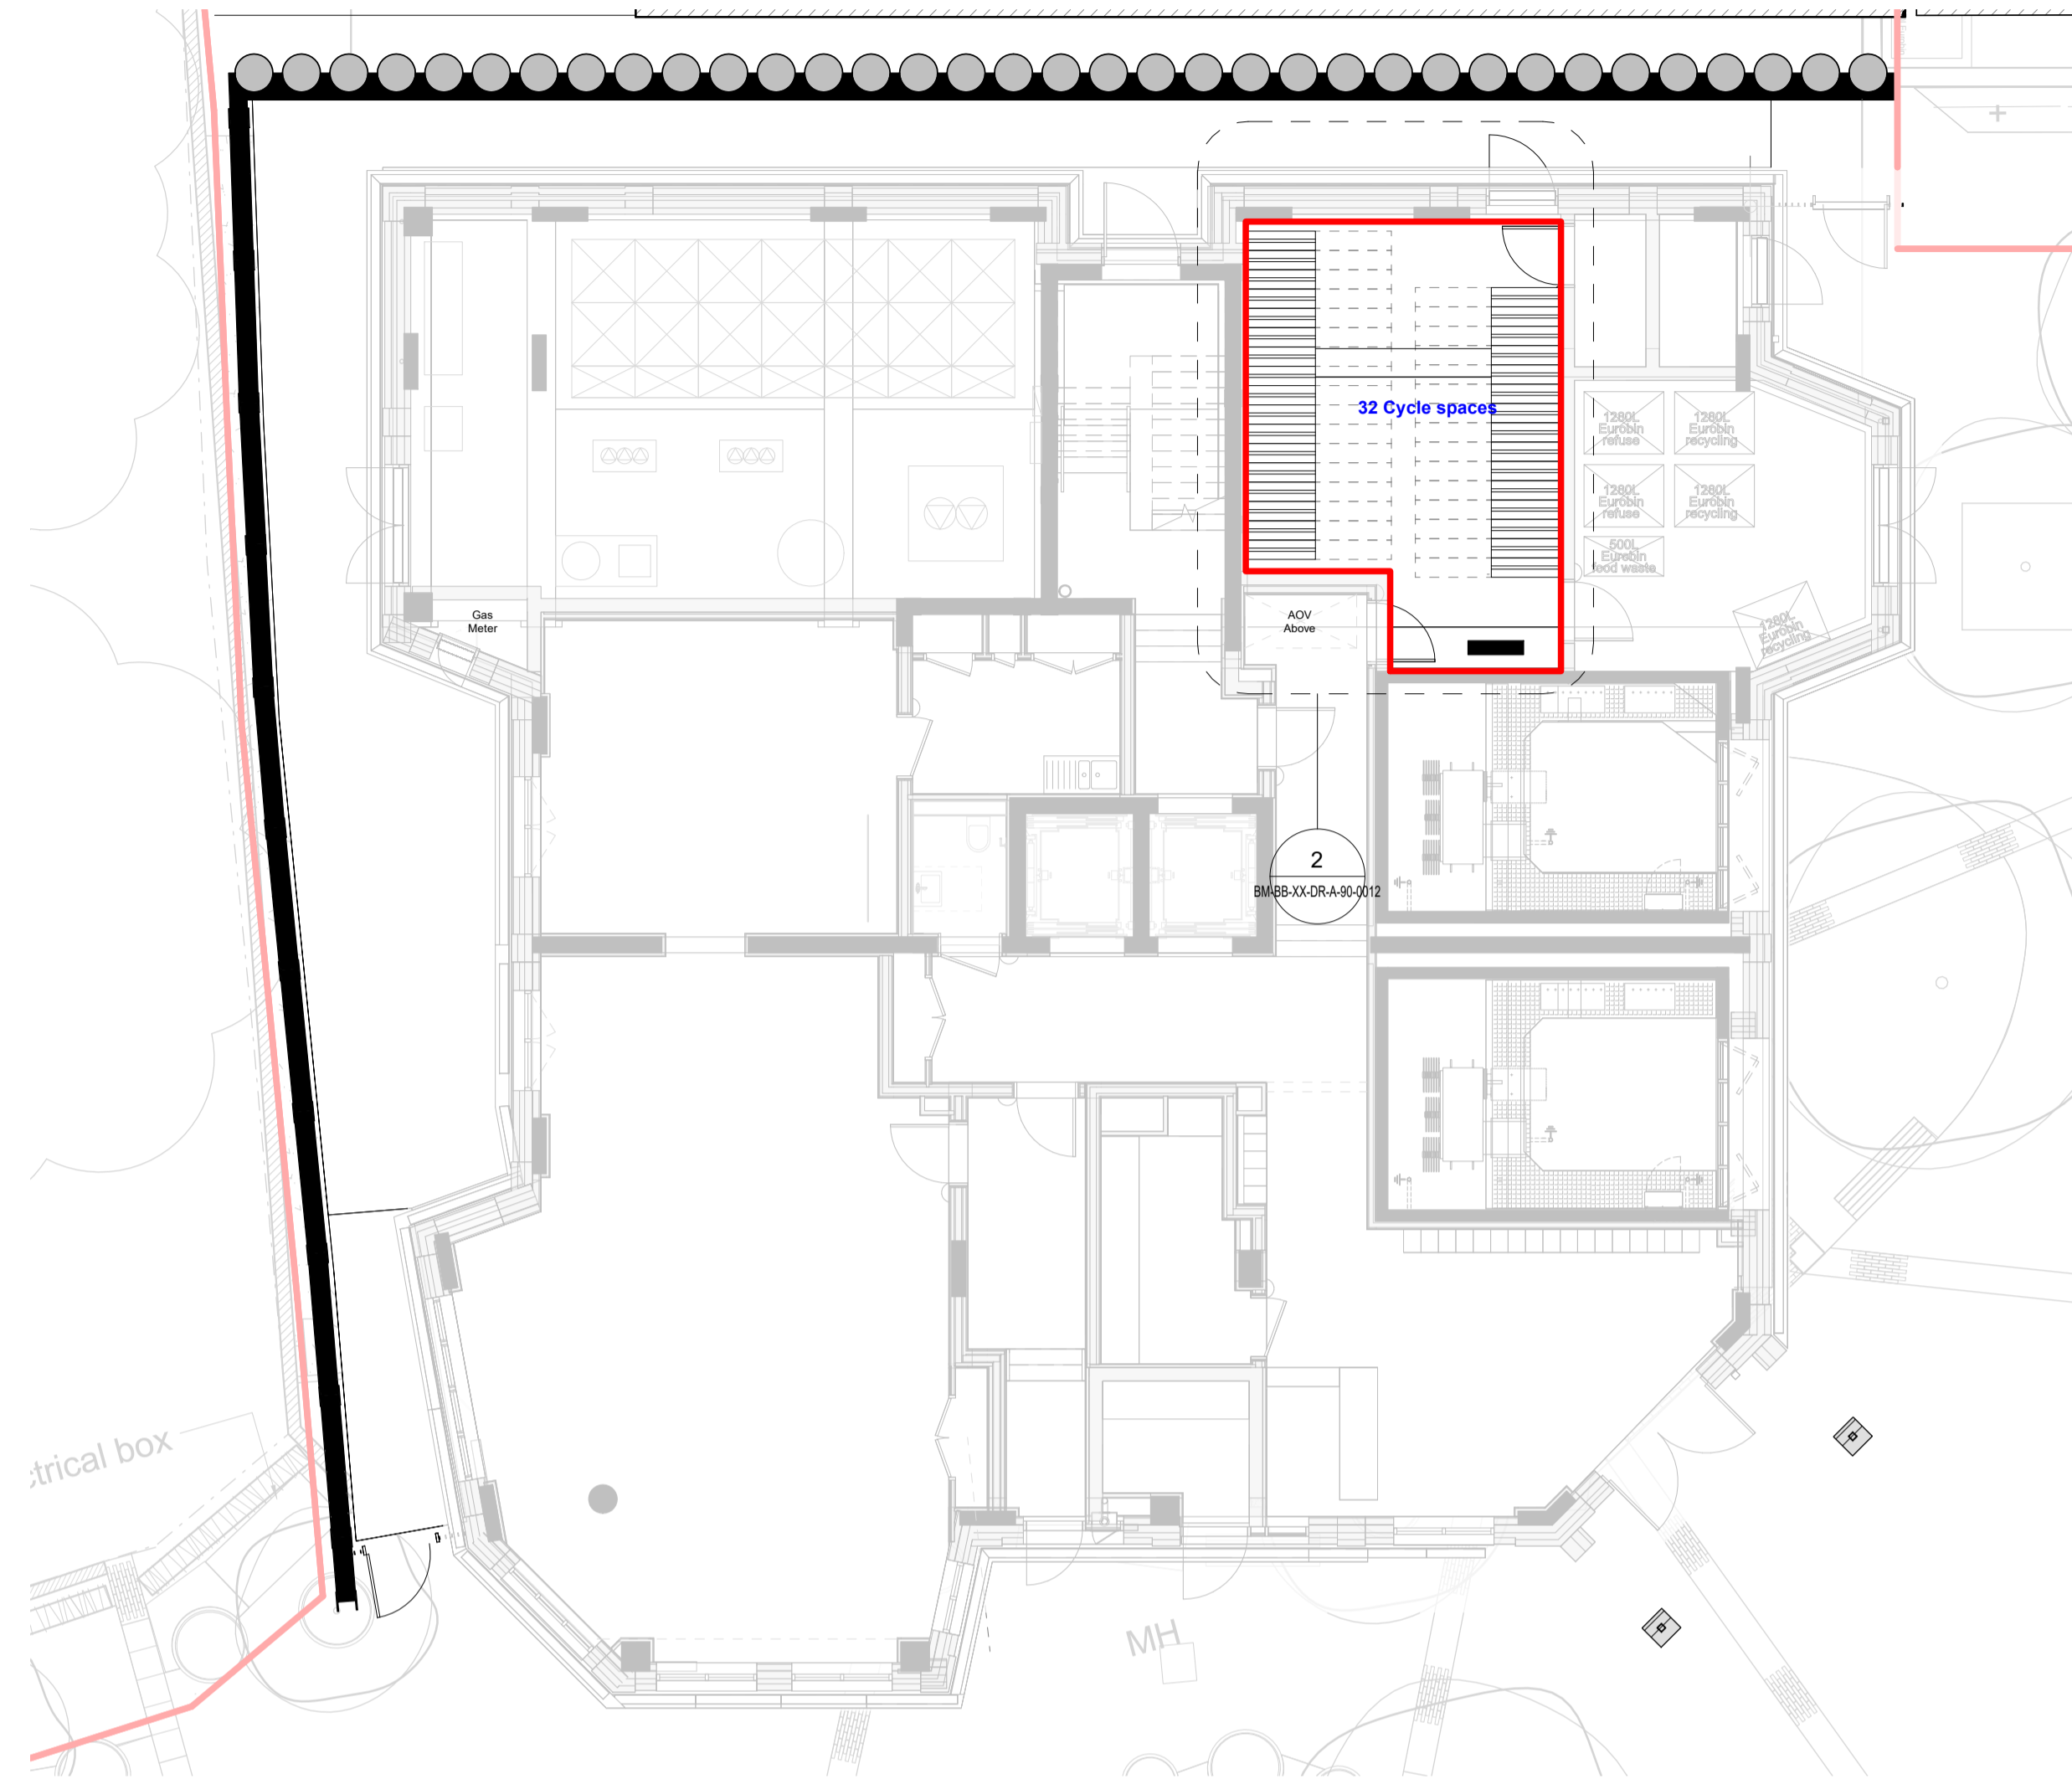 32 Cycle spaces
1280L
Eurobin
refuse
1280L
Eurobin
recycling
1280L
Eurobin
refuse
1280L
Eurobin
recycling
500L
Eurobin
food waste
1280L
Eurobin
recycling
Gas
Meter
AOV
Above
2
BM-BB-XX-DR-A-90-0012
trical box
MH